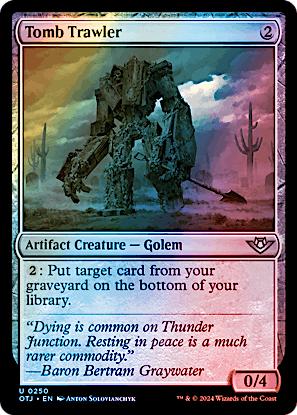 Tomb Trawler 2
Artifact Creature — Golem
2: Put target card from your
graveyard on the bottom of your
library.
"Dying is common on Thunder
Junction. Resting in peace is a much
rarer commodity."
—Baron Bertram Graywater
0/4
U 0250
OTJ • EN ANTON SOLOVIANCHYK
™ & © 2024 Wizards of the Coast